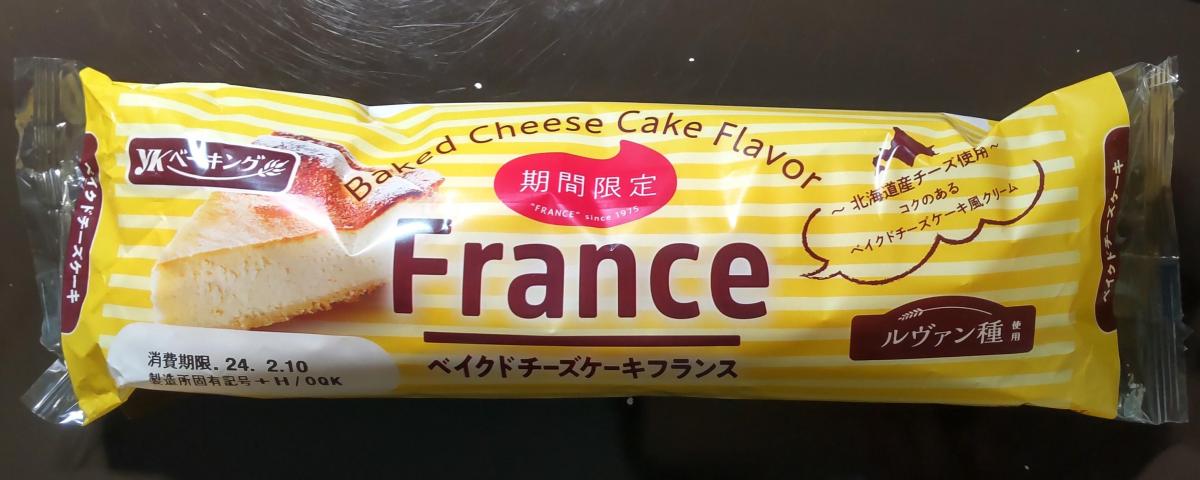 YKベーキング
Baked Cheese Cake Flavor
期間限定
"FRANCE" since 1975
France
ベイクドチーズケーキフランス
~北海道産チーズ使用~
コクのある
ベイクドチーズケーキ風クリーム
ルヴァン種使用
消費期限. 24. 2.10
製造所固有記号 + H / OQK
ベイクドチーズケーキ
ベイクドチーズケーキ